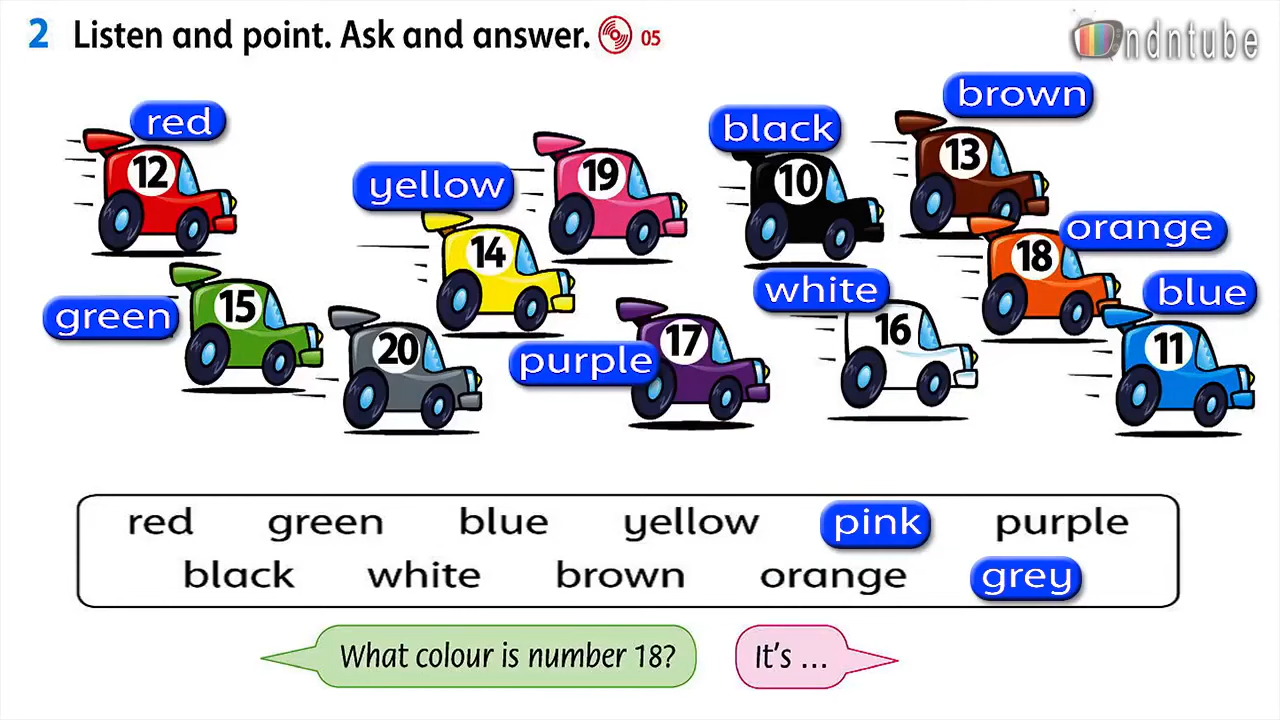 2 Listen and point. Ask and answer. 05
ndntube
red
12
yellow
14
19
black
10
brown
13
orange
18
green
15
20
purple
17
white
16
blue
11
red green blue yellow pink purple
black white brown orange grey
What colour is number 18?
It's ...